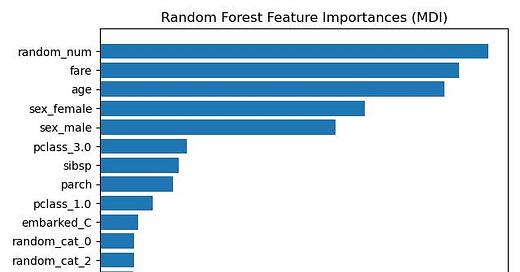 Random Forest Feature Importances (MDI)
random_num
fare
age
sex_female
sex_male
pclass_3.0
sibsp
parch
pclass_1.0
embarked_C
random_cat_0
random_cat_2